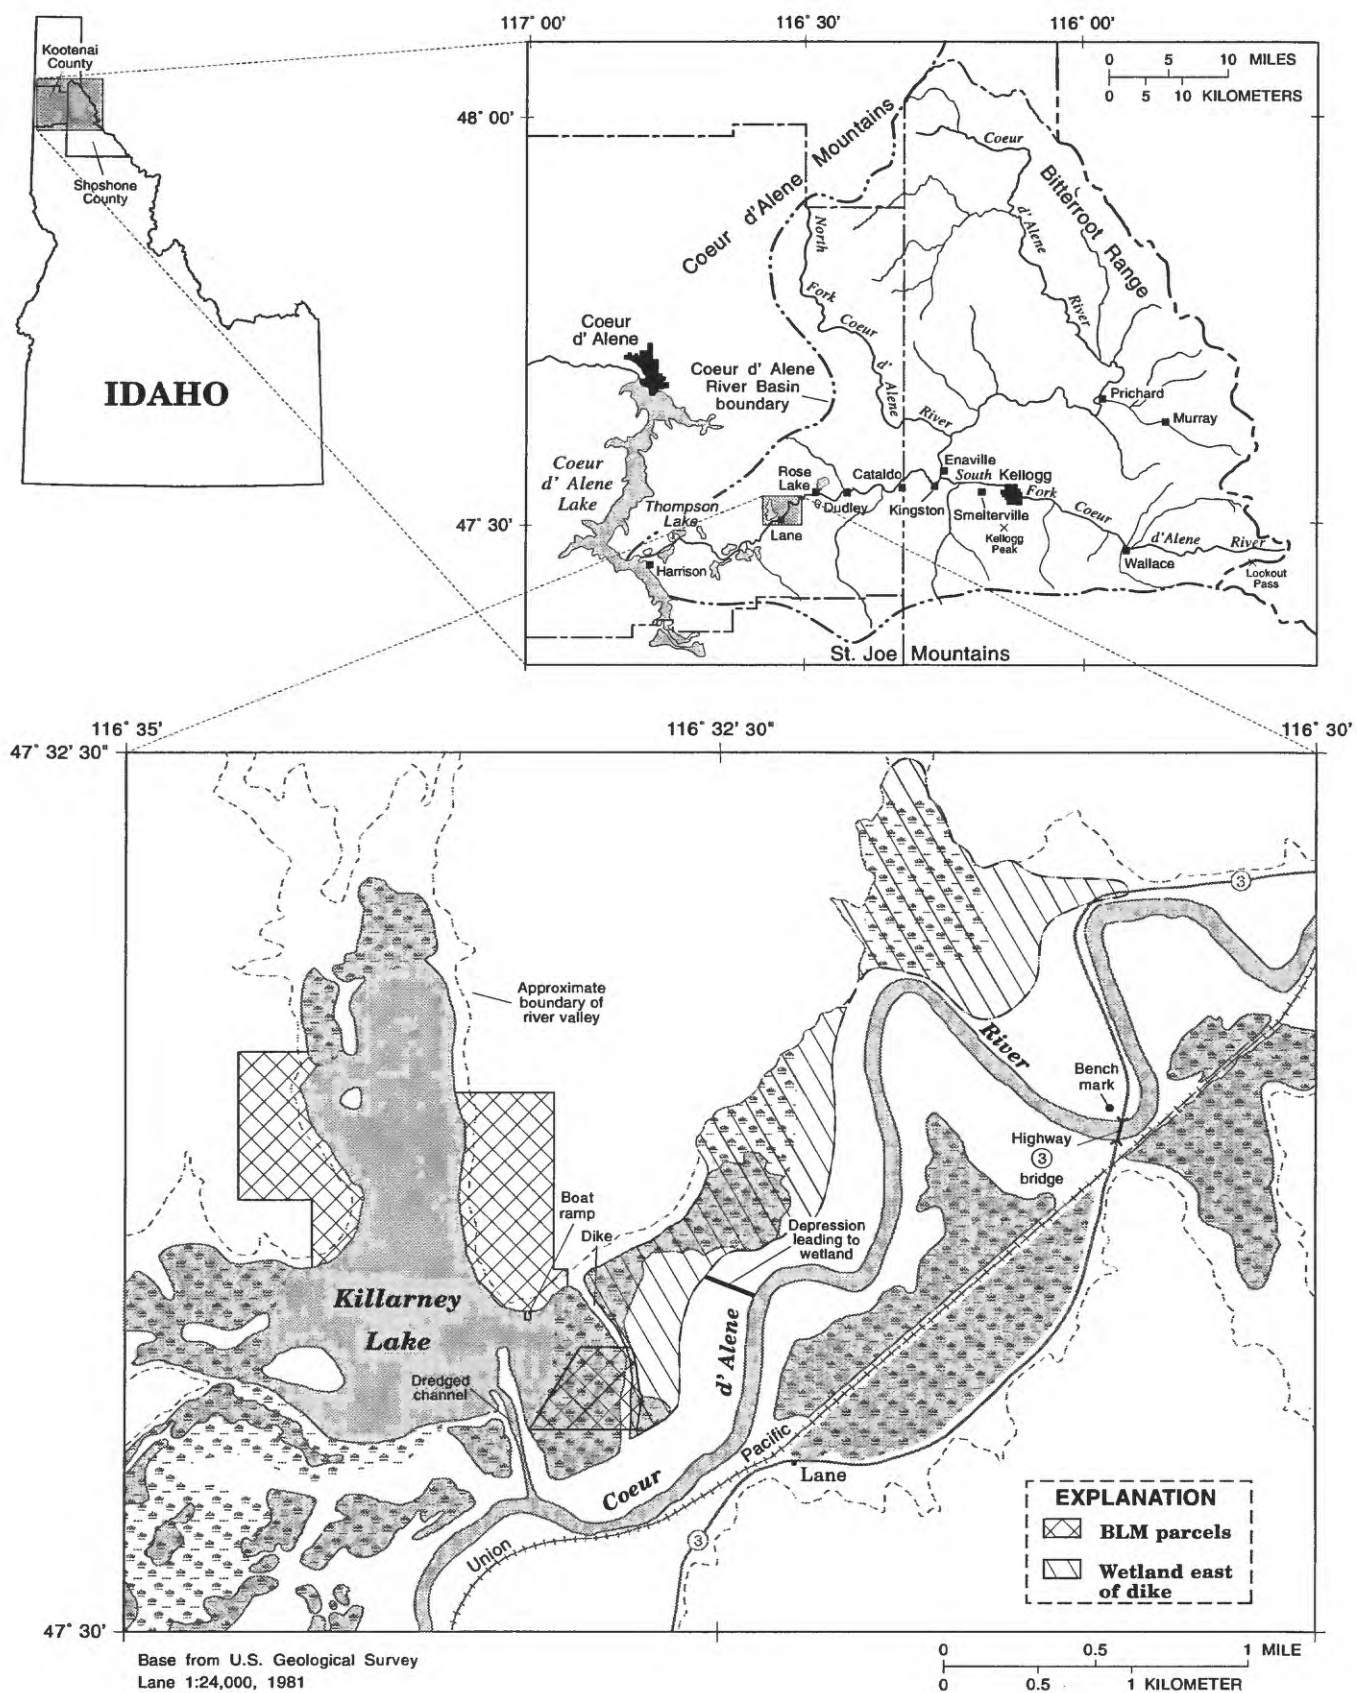 Kootenai
County
Shoshone
County
IDAHO
117° 00'
116° 30'
116° 00'
0 5 10 MILES
0 5 10 KILOMETERS
48° 00'
47° 30'
Coeur d'Alene Mountains
Bitterroot Range
Coeur
d'Alene
River
North
Fork
Coeur
d'Alene
River
Coeur
d' Alene
Coeur d' Alene
River Basin
boundary
Prichard
Murray
Coeur
d' Alene
Lake
Thompson
Lake
Rose
Lake
Dudley
Cataldo
Enaville
Kingston
South
Kellogg
Fork
Smelterville
Kellogg
Peak
Coeur
d'Alene
River
Wallace
Lookout
Pass
Lane
Harrison
St. Joe Mountains
116° 35'
116° 32' 30"
116° 30'
47° 32' 30"
3
Approximate
boundary of
river valley
River
Bench
mark
Highway
3
bridge
Boat
ramp
Dike
Depression
leading to
wetland
Killarney
Lake
d' Alene
Dredged
channel
Pacific
Lane
Coeur
Union
3
EXPLANATION
BLM parcels
Wetland east
of dike
47° 30'
Base from U.S. Geological Survey
Lane 1:24,000, 1981
0 0.5 1 MILE
0 0.5 1 KILOMETER